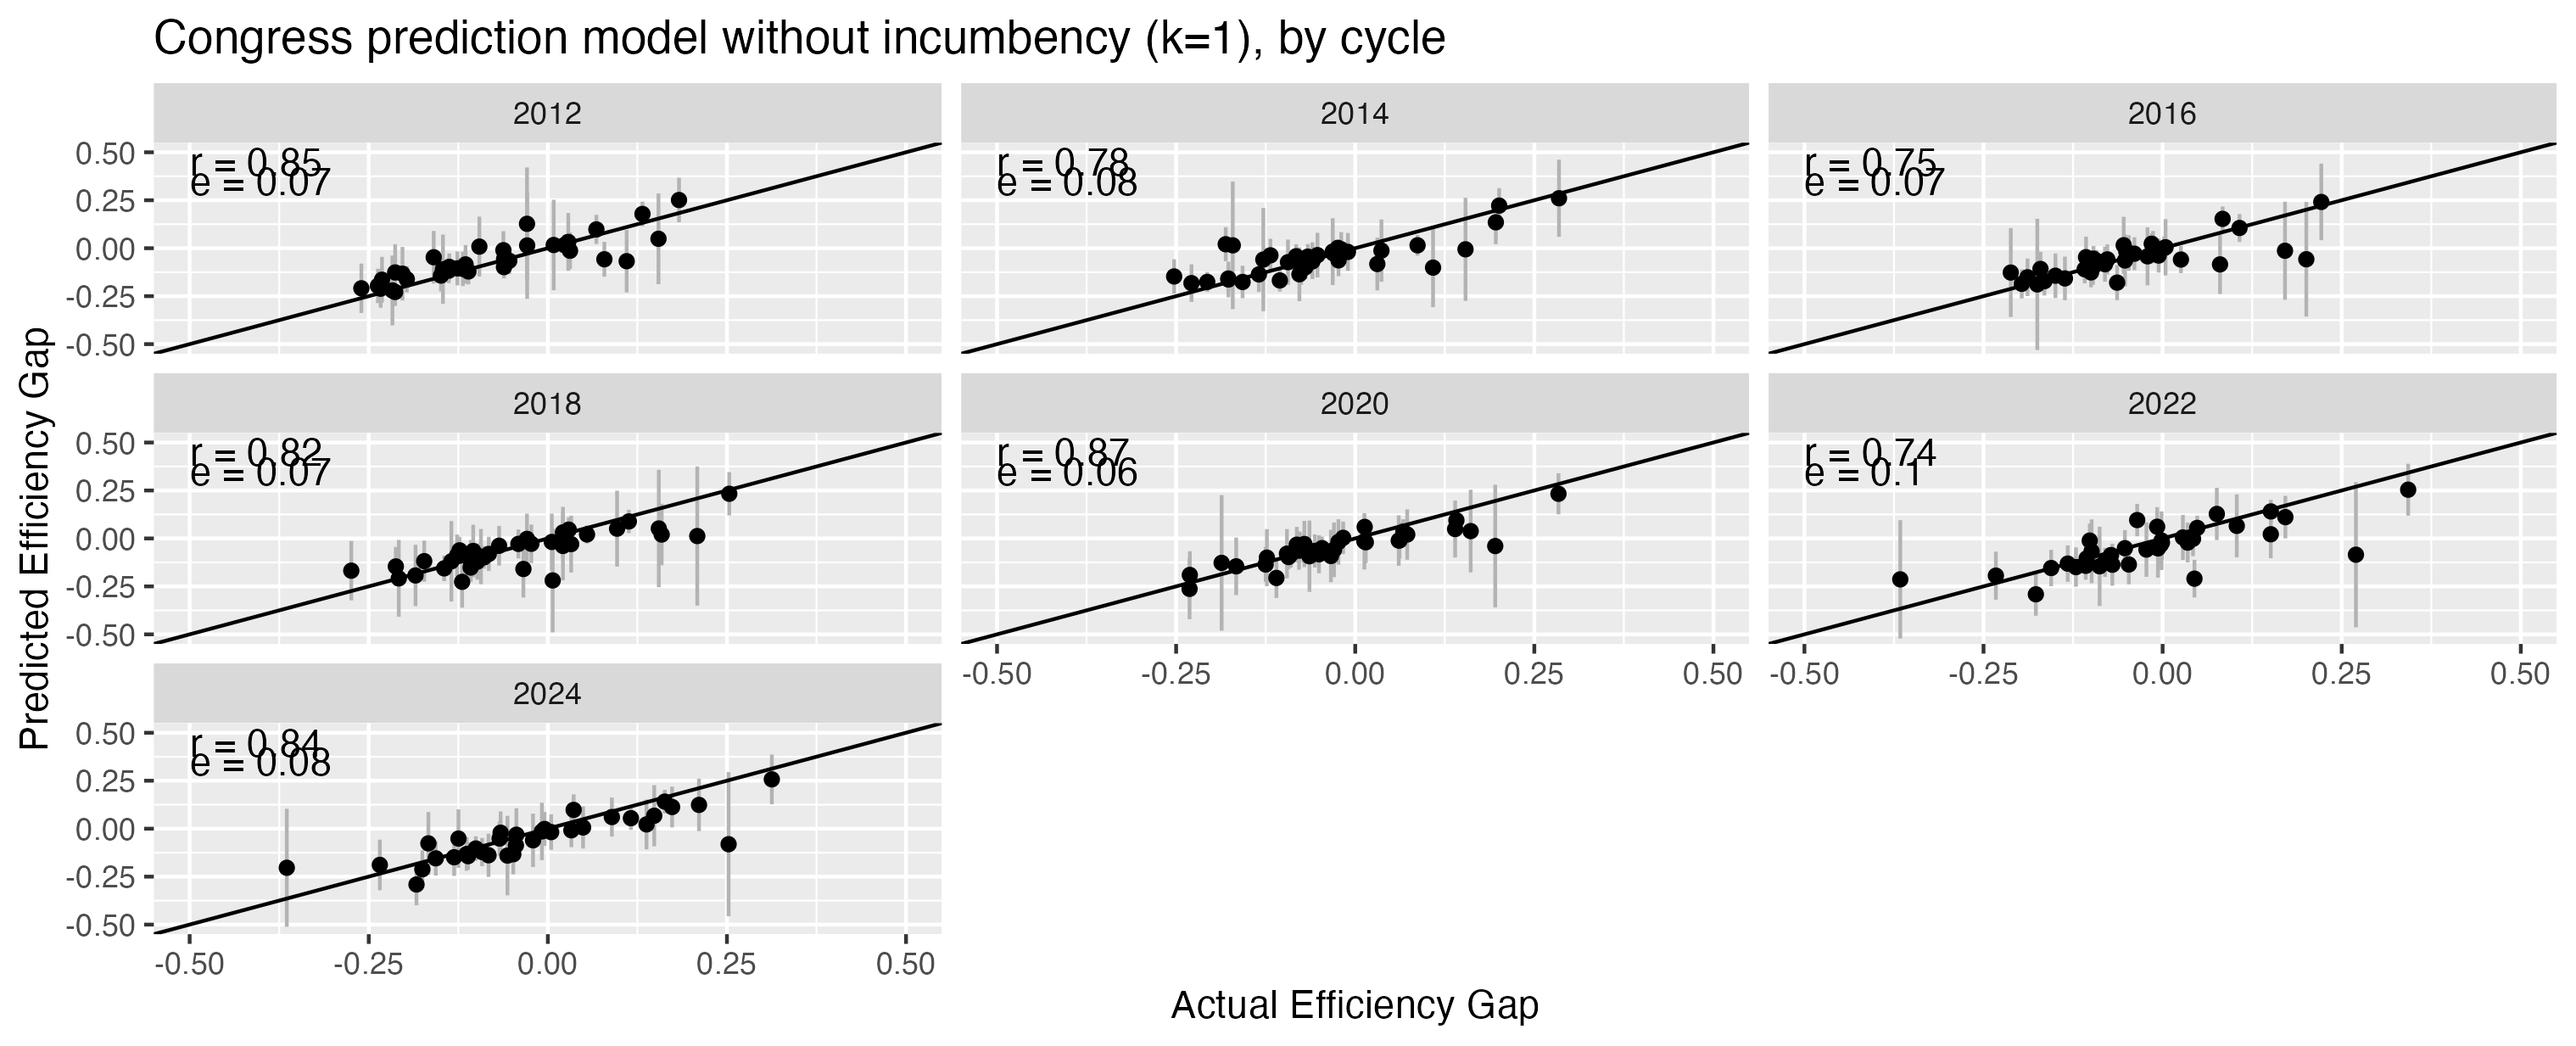 Congress prediction model without incumbency (k=1), by cycle
2012
2014
2016
0.50
0.25
0.00
-0.25
-0.50
r = 0.85
e = 0.07
r = 0.78
e = 0.08
r = 0.75
e = 0.07
2018
2020
2022
0.50
0.25
0.00
-0.25
-0.50
r = 0.82
e = 0.07
r = 0.87
e = 0.06
r = 0.74
e = 0.1
-0.50 -0.25 0.00 0.25 0.50
-0.50 -0.25 0.00 0.25 0.50
2024
0.50
0.25
0.00
-0.25
-0.50
r = 0.84
e = 0.08
-0.50 -0.25 0.00 0.25 0.50
Predicted Efficiency Gap
Actual Efficiency Gap